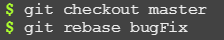 $ git checkout master
$ git rebase bugFix